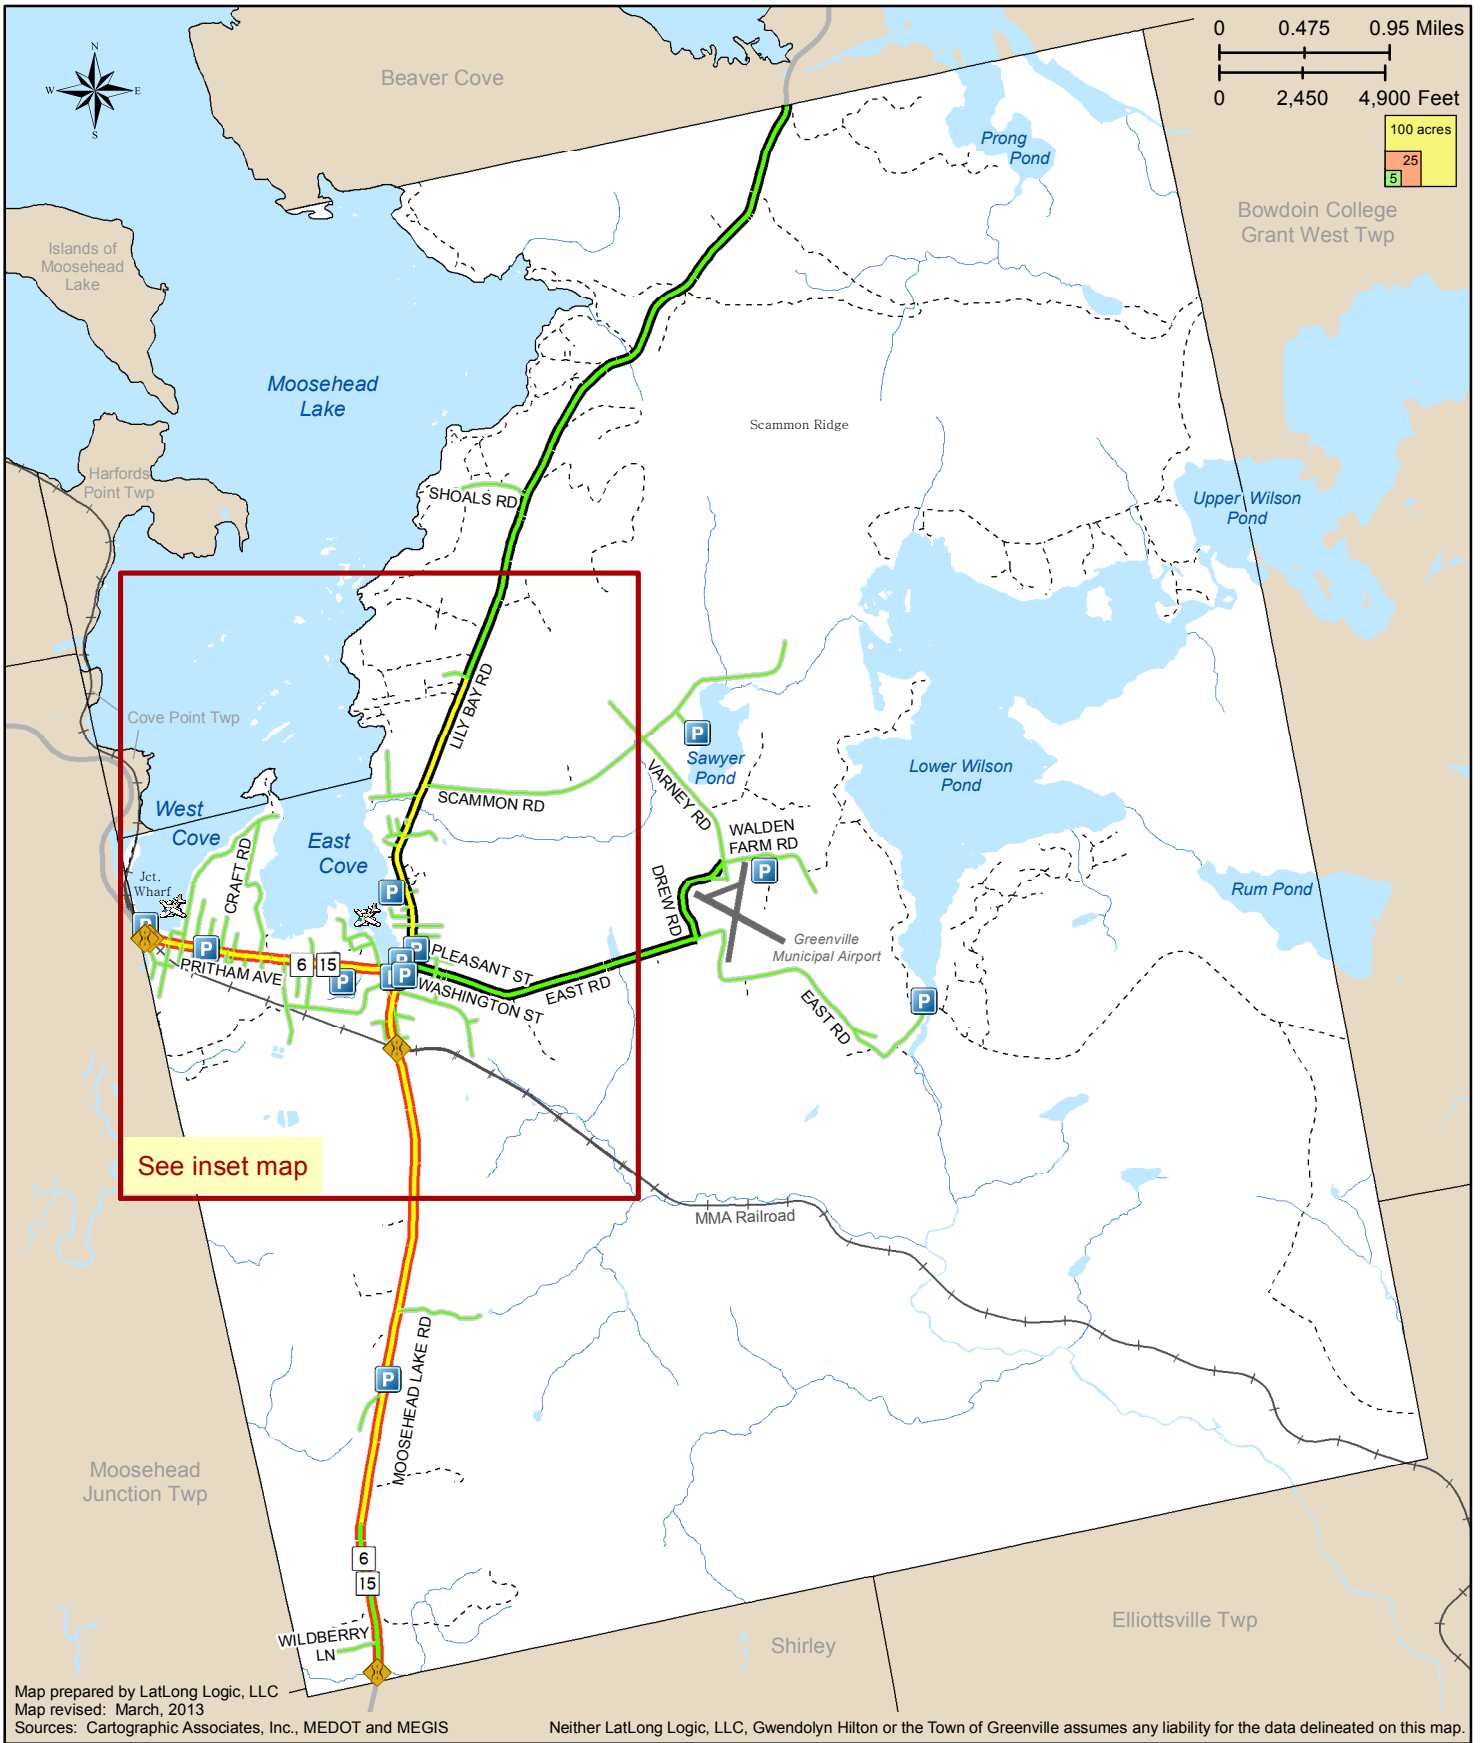 0 0.475 0.95 Miles
0 2,450 4,900 Feet
100 acres
25
5
N
W E
S
Beaver Cove
Prong
Pond
Bowdoin College
Grant West Twp
Islands of
Moosehead
Lake
Moosehead
Lake
Scammon Ridge
Harfords
Point Twp
SHOALS RD
Upper Wilson
Pond
LILY BAY RD
Cove Point Twp
Sawyer
Pond
Lower Wilson
Pond
West
Cove
East
Cove
SCAMMON RD
VARNEY RD
WALDEN
FARM RD
CRAFT RD
Jct.
Wharf
DREW RD
Rum Pond
Greenville
Municipal Airport
PRITHAM AVE
6 15
PLEASANT ST
WASHINGTON ST
EAST RD
EAST RD
P
P
P
P
P
P
P
P
P
See inset map
MMA Railroad
MOOSEHEAD LAKE RD
P
Moosehead
Junction Twp
6
15
WILDBERRY
LN
Shirley
Elliottsville Twp
Map prepared by LatLong Logic, LLC
Map revised: March, 2013
Sources: Cartographic Associates, Inc., MEDOT and MEGIS
Neither LatLong Logic, LLC, Gwendolyn Hilton or the Town of Greenville assumes any liability for the data delineated on this map.